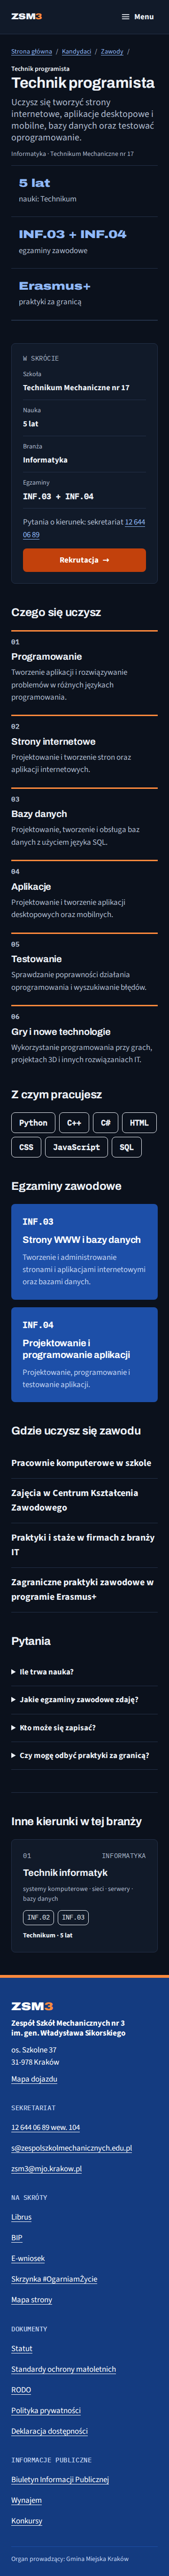 ZSM3
Menu
Strona główna / Kandydaci / Zawody /
Technik programista
Technik programista
Uczysz się tworzyć strony
internetowe, aplikacje desktopowe i
mobilne, bazy danych oraz testować
oprogramowanie.
Informatyka · Technikum Mechaniczne nr 17
5 lat
nauki: Technikum
INF.03 + INF.04
egzaminy zawodowe
Erasmus+
praktyki za granicą
W SKRÓCIE
Szkoła
Technikum Mechaniczne nr 17
Nauka
5 lat
Branża
Informatyka
Egzaminy
INF.03 + INF.04
Pytania o kierunek: sekretariat 12 644
06 89
Rekrutacja →
Czego się uczysz
01
Programowanie
Tworzenie aplikacji i rozwiązywanie
problemów w różnych językach
programowania.
02
Strony internetowe
Projektowanie i tworzenie stron oraz
aplikacji internetowych.
03
Bazy danych
Projektowanie, tworzenie i obsługa baz
danych z użyciem języka SQL.
04
Aplikacje
Projektowanie i tworzenie aplikacji
desktopowych oraz mobilnych.
05
Testowanie
Sprawdzanie poprawności działania
oprogramowania i wyszukiwanie błędów.
06
Gry i nowe technologie
Wykorzystanie programowania przy grach,
projektach 3D i innych rozwiązaniach IT.
Z czym pracujesz
Python
C++
C#
HTML
CSS
JavaScript
SQL
Egzaminy zawodowe
INF.03
Strony WWW i bazy danych
Tworzenie i administrowanie
stronami i aplikacjami internetowymi
oraz bazami danych.
INF.04
Projektowanie i
programowanie aplikacji
Projektowanie, programowanie i
testowanie aplikacji.
Gdzie uczysz się zawodu
Pracownie komputerowe w szkole
Zajęcia w Centrum Kształcenia
Zawodowego
Praktyki i staże w firmach z branży
IT
Zagraniczne praktyki zawodowe w
programie Erasmus+
Pytania
Ile trwa nauka?
Jakie egzaminy zawodowe zdaję?
Kto może się zapisać?
Czy mogę odbyć praktyki za granicą?
Inne kierunki w tej branży
01
INFORMATYKA
Technik informatyk
systemy komputerowe · sieci · serwery ·
bazy danych
INF.02
INF.03
Technikum · 5 lat
ZSM3
Zespół Szkół Mechanicznych nr 3
im. gen. Władysława Sikorskiego
os. Szkolne 37
31-978 Kraków
Mapa dojazdu
SEKRETARIAT
12 644 06 89 wew. 104
s@zespolszkolmechanicznych.edu.pl
zsm3@mjo.krakow.pl
NA SKRÓTY
Librus
BIP
E-wniosek
Skrzynka #OgarniamŻycie
Mapa strony
DOKUMENTY
Statut
Standardy ochrony małoletnich
RODO
Polityka prywatności
Deklaracja dostępności
INFORMACJE PUBLICZNE
Biuletyn Informacji Publicznej
Wynajem
Konkursy
Organ prowadzący: Gmina Miejska Kraków